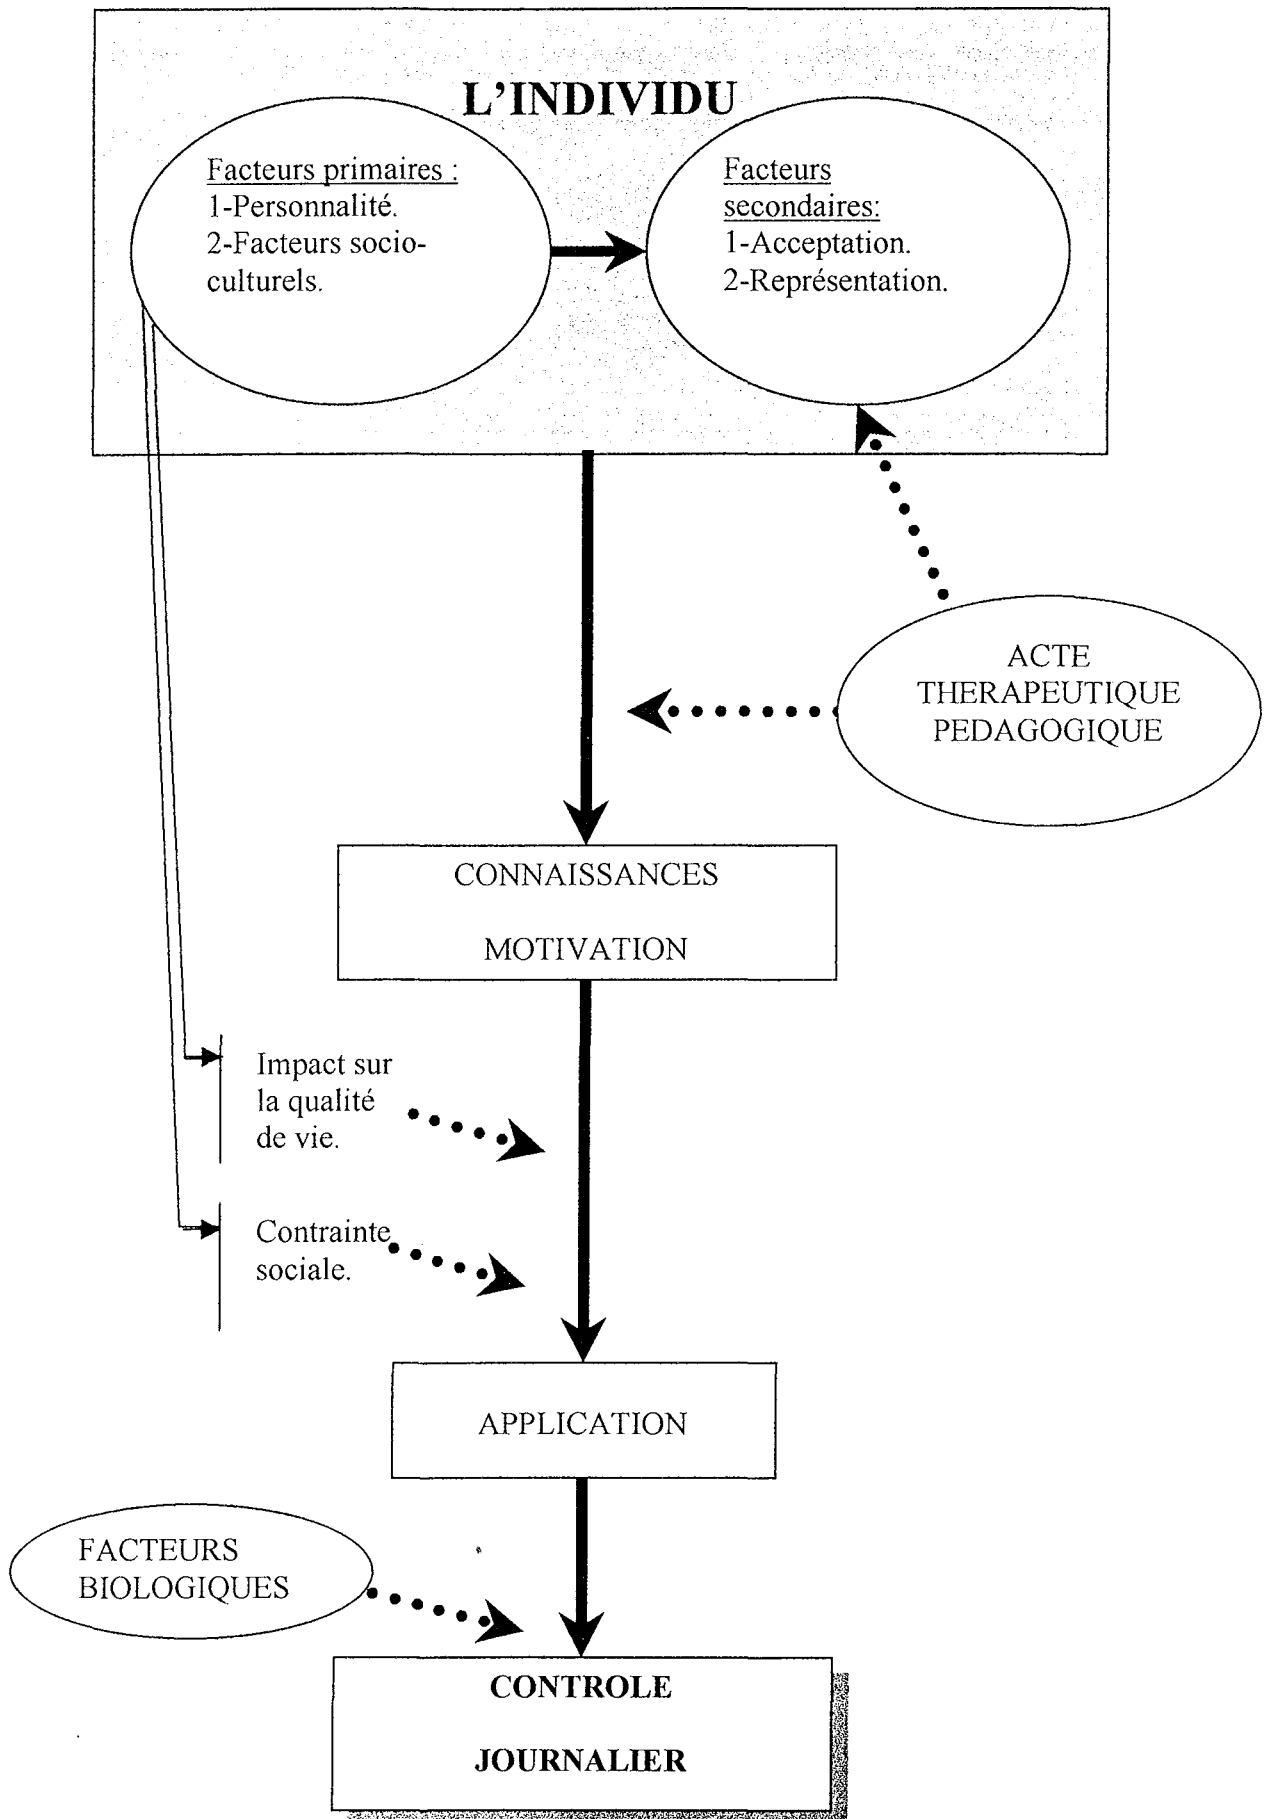 L'INDIVIDU
Facteurs primaires :
1-Personnalité.
2-Facteurs socio-
culturels.
Facteurs
secondaires:
1-Acceptation.
2-Représentation.
ACTE
THERAPEUTIQUE
PEDAGOGIQUE
CONNAISSANCES
MOTIVATION
Impact sur
la qualité
de vie.
Contrainte
sociale.
APPLICATION
FACTEURS
BIOLOGIQUES
CONTROLE
JOURNALIER